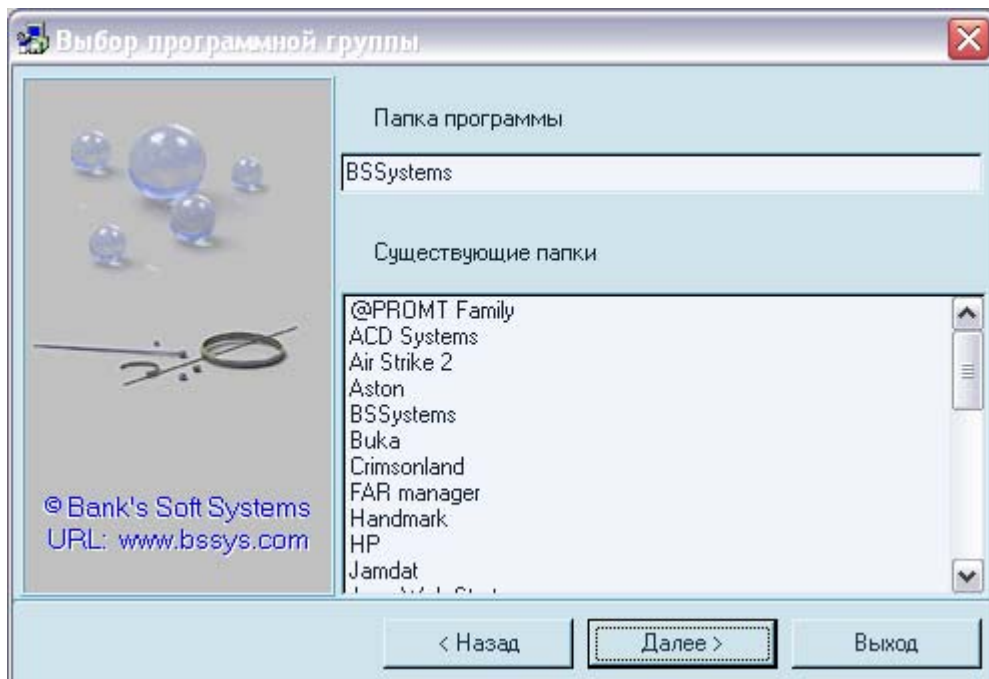 Выбор программной группы
Папка программы
BSSystems
Существующие папки
@PROMT Family
ACD Systems
Air Strike 2
Aston
BSSystems
Buka
Crimsonland
FAR manager
Handmark
HP
Jamdat
© Bank's Soft Systems
URL: www.bssys.com
< Назад
Далее >
Выход